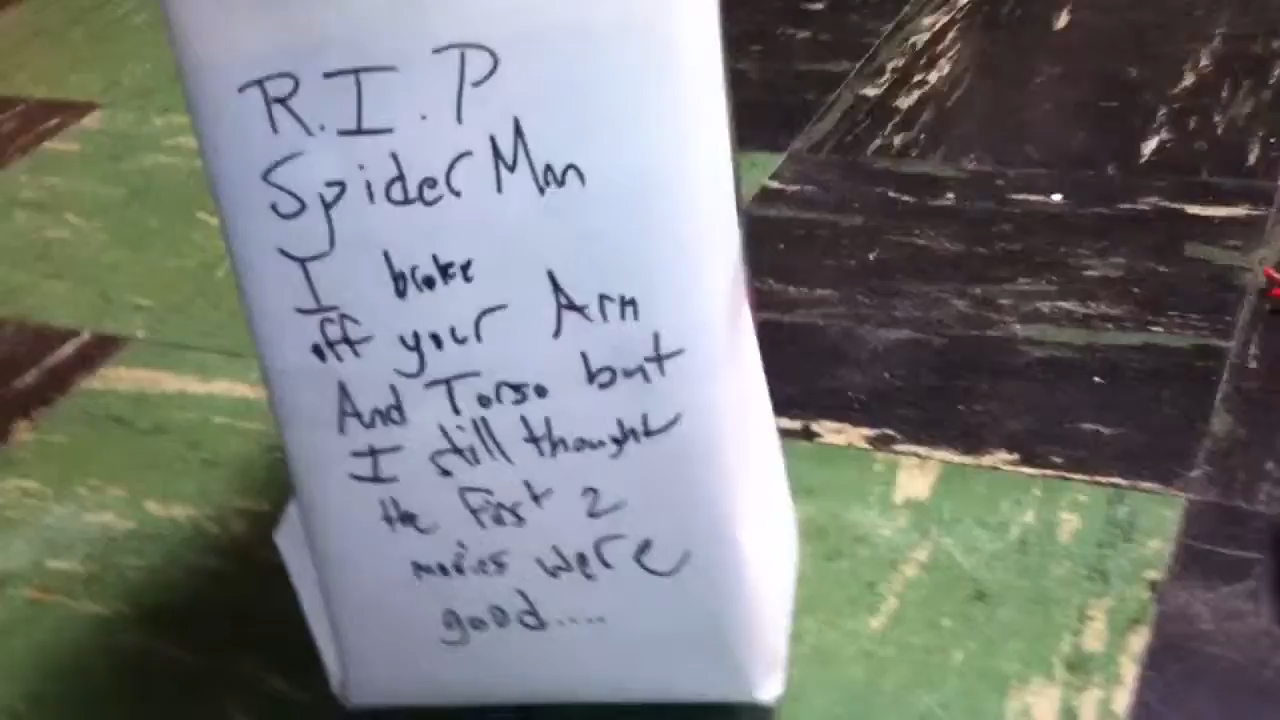 R.I.P
Spider Man
I broke
off your Arm
And Torso but
I still thought
the First 2
movies were
good....